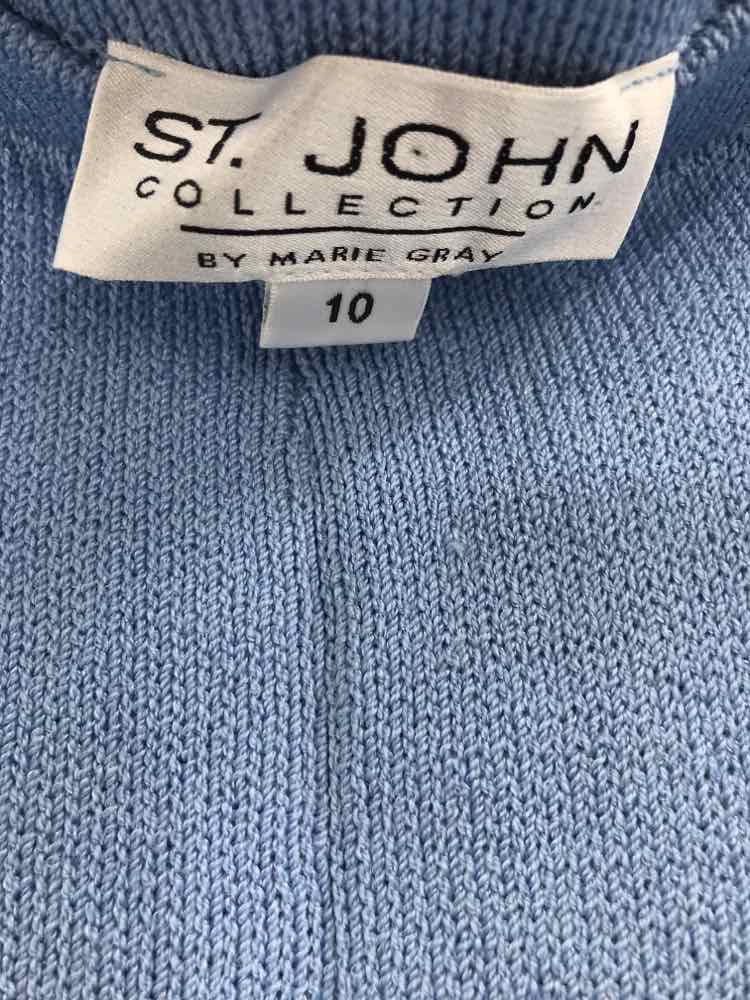 ST. JOHN
COLLECTION
BY MARIE GRAY
10